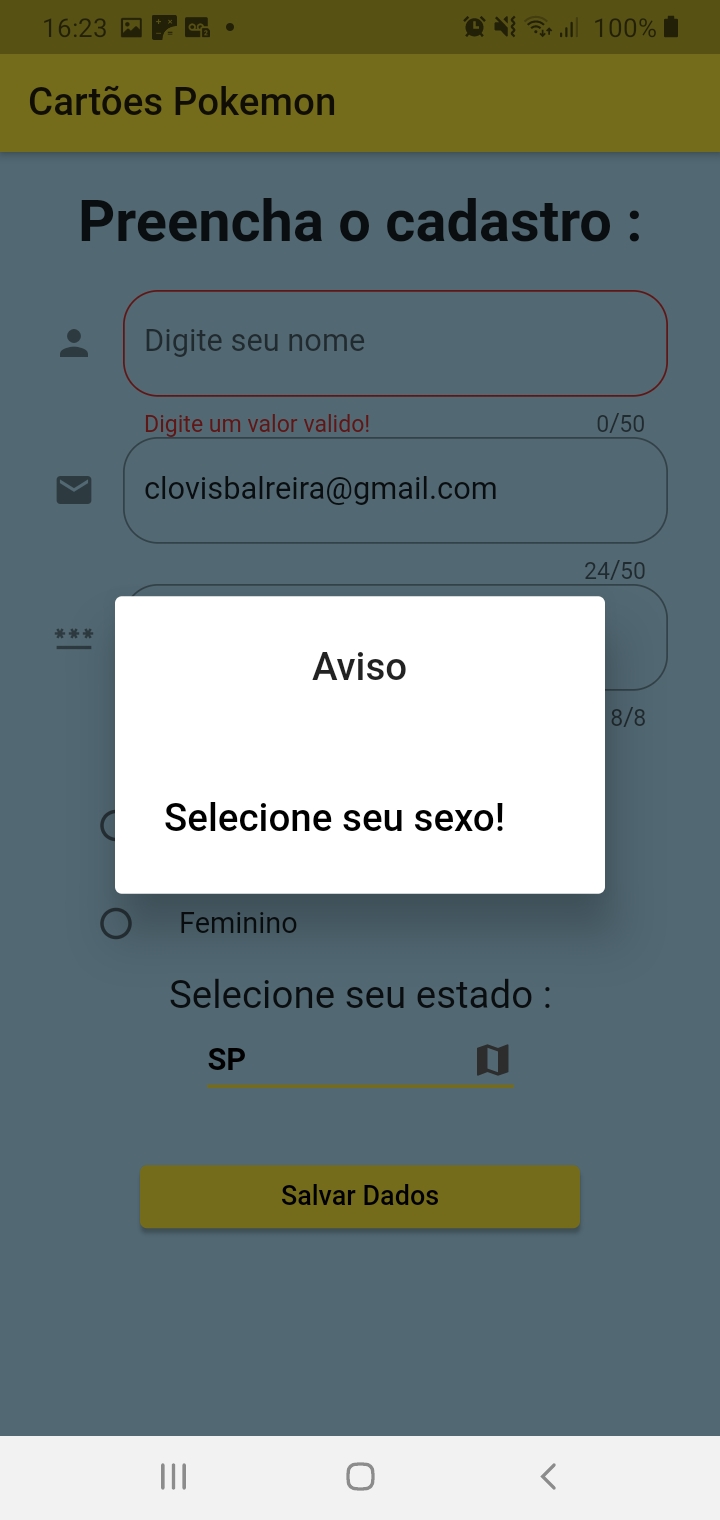 16:23 100%
Cartões Pokemon
Preencha o cadastro :
Digite seu nome
Digite um valor valido! 0/50
clovisbalreira@gmail.com
24/50
***
8/8
Aviso
Selecione seu sexo!
Feminino
Selecione seu estado :
SP
Salvar Dados